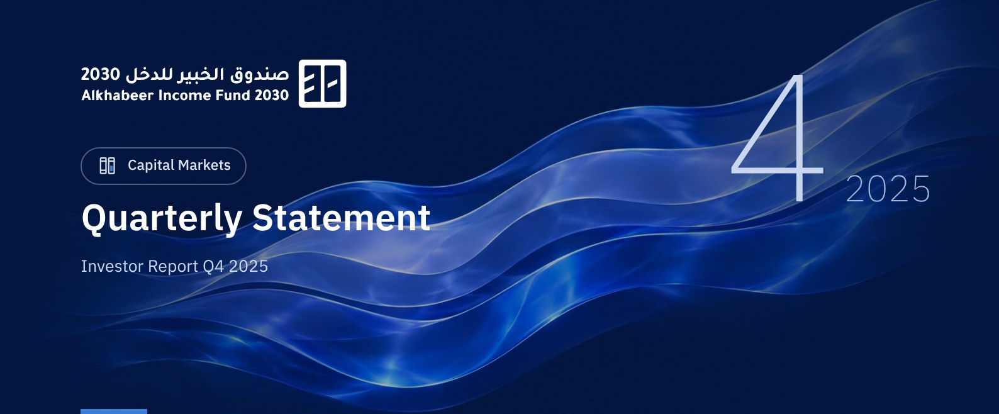 صندوق الخبير للدخل 2030
Alkhabeer Income Fund 2030
Capital Markets
Quarterly Statement
Investor Report Q4 2025
4 2025